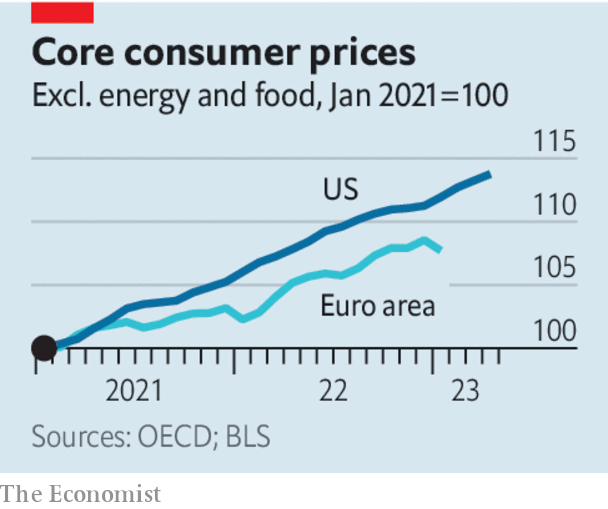 Core consumer prices
Excl. energy and food, Jan 2021=100
115
US
110
105
Euro area
100
2021
22
23
Sources: OECD; BLS
The Economist